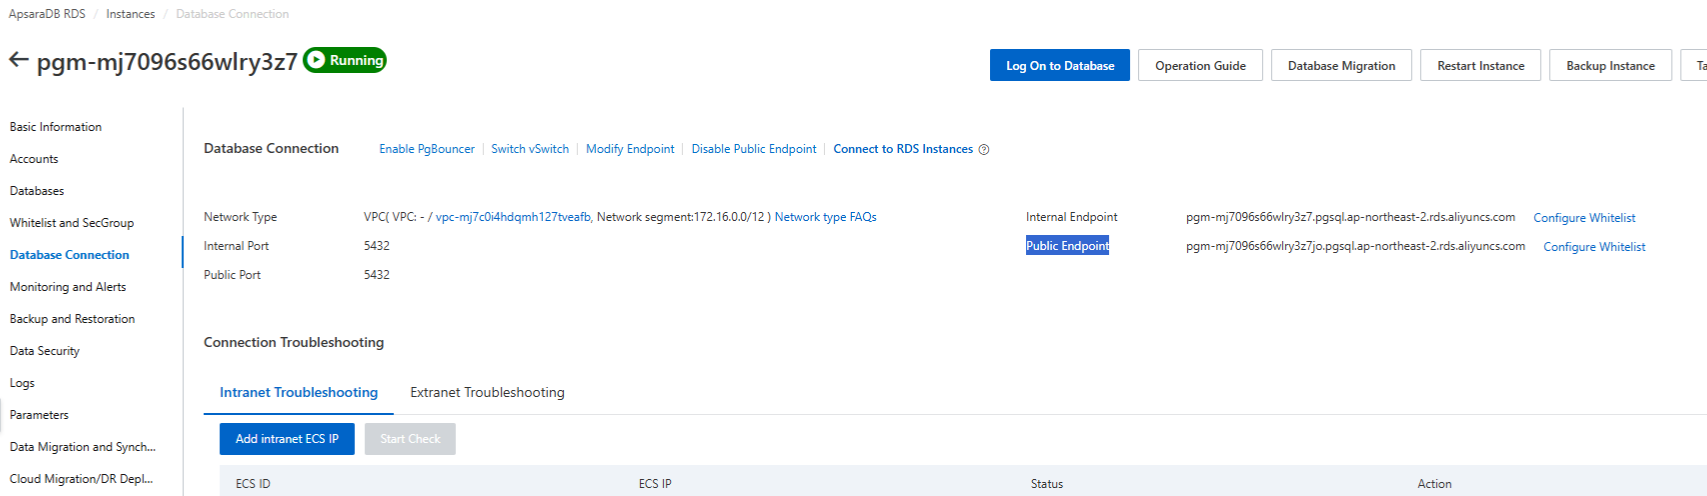 ApsaraDB RDS / Instances / Database Connection
pgm-mj7096s66wlry3z7 Running
Log On to Database Operation Guide Database Migration Restart Instance Backup Instance Ta
Basic Information
Accounts
Databases
Whitelist and SecGroup
Database Connection
Monitoring and Alerts
Backup and Restoration
Data Security
Logs
Parameters
Data Migration and Synch...
Cloud Migration/DR Depl...
Database Connection Enable PgBouncer Switch vSwitch Modify Endpoint Disable Public Endpoint Connect to RDS Instances
Network Type VPC( VPC: - / vpc-mj7c0i4hdqmh127tveafb, Network segment:172.16.0.0/12 ) Network type FAQs Internal Endpoint pgm-mj7096s66wlry3z7.pgsql.ap-northeast-2.rds.aliyuncs.com Configure Whitelist
Internal Port 5432 Public Endpoint pgm-mj7096s66wlry3z7jo.pgsql.ap-northeast-2.rds.aliyuncs.com Configure Whitelist
Public Port 5432
Connection Troubleshooting
Intranet Troubleshooting Extranet Troubleshooting
Add intranet ECS IP Start Check
ECS ID ECS IP Status Action